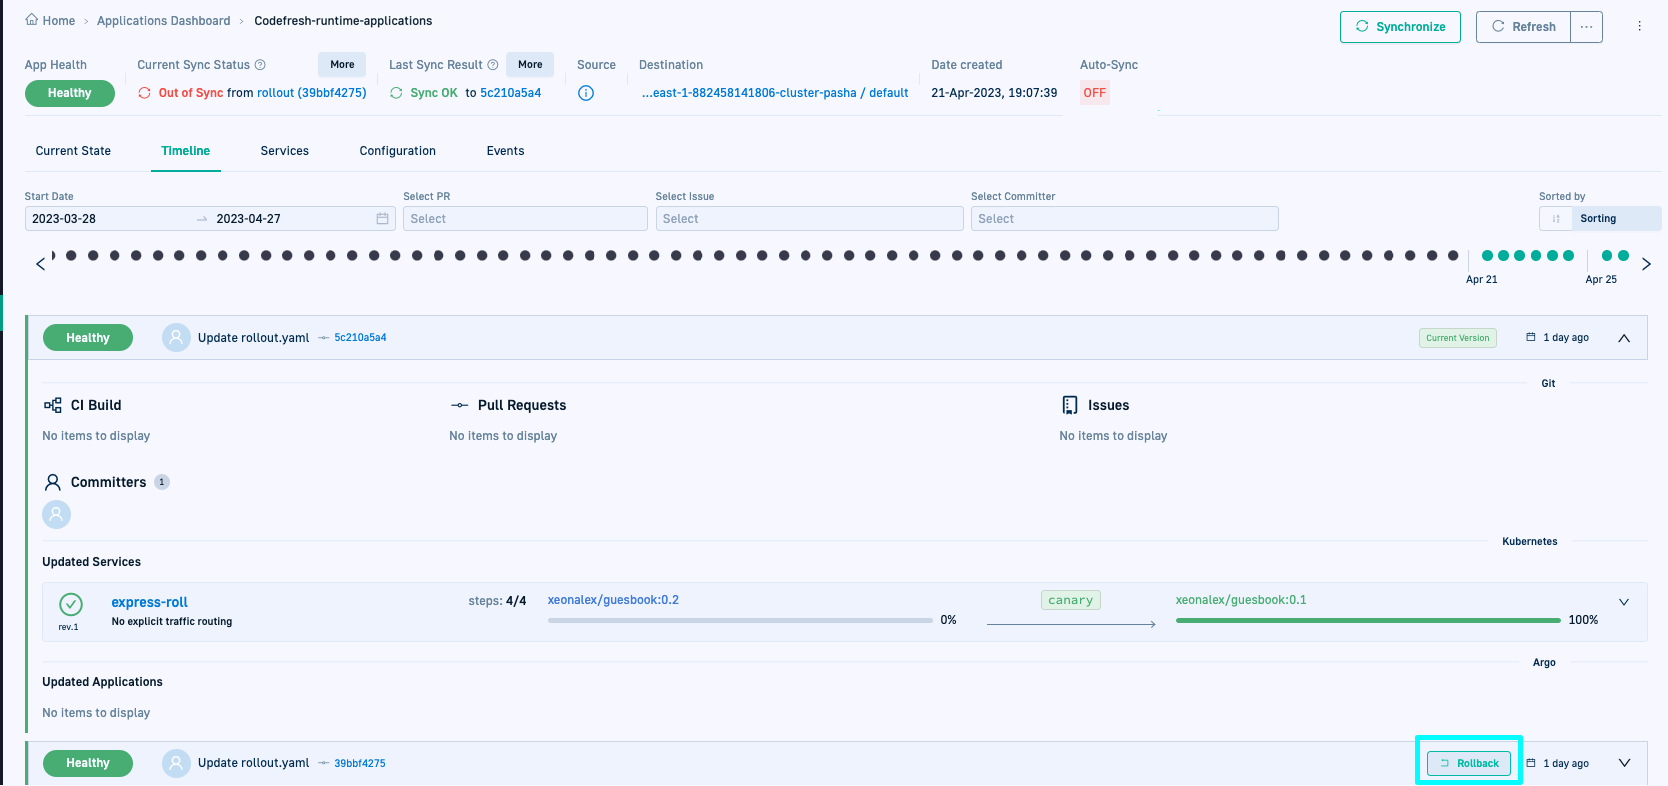 Home > Applications Dashboard > Codefresh-runtime-applications
Synchronize
Refresh
...
App Health
Current Sync Status
More
Last Sync Result
More
Source
Destination
Date created
Auto-Sync
Healthy
Out of Sync from rollout (39bbf4275)
Sync OK to 5c210a5a4
...east-1-882458141806-cluster-pasha / default
21-Apr-2023, 19:07:39
OFF
Current State
Timeline
Services
Configuration
Events
Start Date
Select PR
Select Issue
Select Committer
Sorted by
2023-03-28 → 2023-04-27
Select
Select
Select
Sorting
Apr 21
Apr 25
Healthy
Update rollout.yaml
5c210a5a4
Current Version
1 day ago
Git
CI Build
Pull Requests
Issues
No items to display
No items to display
No items to display
Committers 1
Kubernetes
Updated Services
express-roll
rev.1
No explicit traffic routing
steps: 4/4
xeonalex/guesbook:0.2
0%
canary
xeonalex/guesbook:0.1
100%
Argo
Updated Applications
No items to display
Healthy
Update rollout.yaml
39bbf4275
Rollback
1 day ago